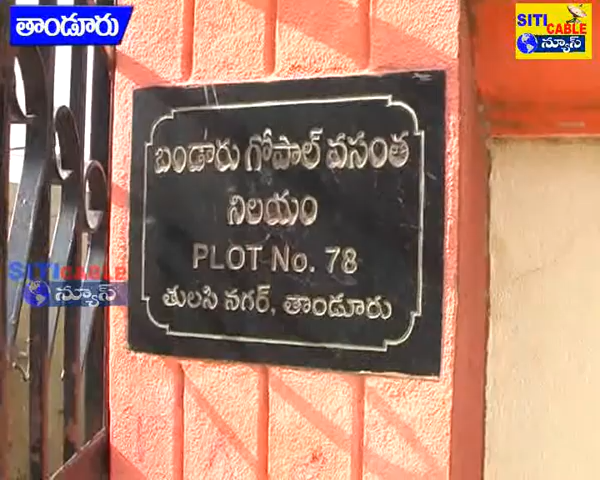 తాండూరు
SITI
CABLE
న్యూస్
బండారు గోపాల్ వసంత
నిలయం
PLOT No. 78
తులసి నగర్, తాండూరు
SITI CABLE
న్యూస్